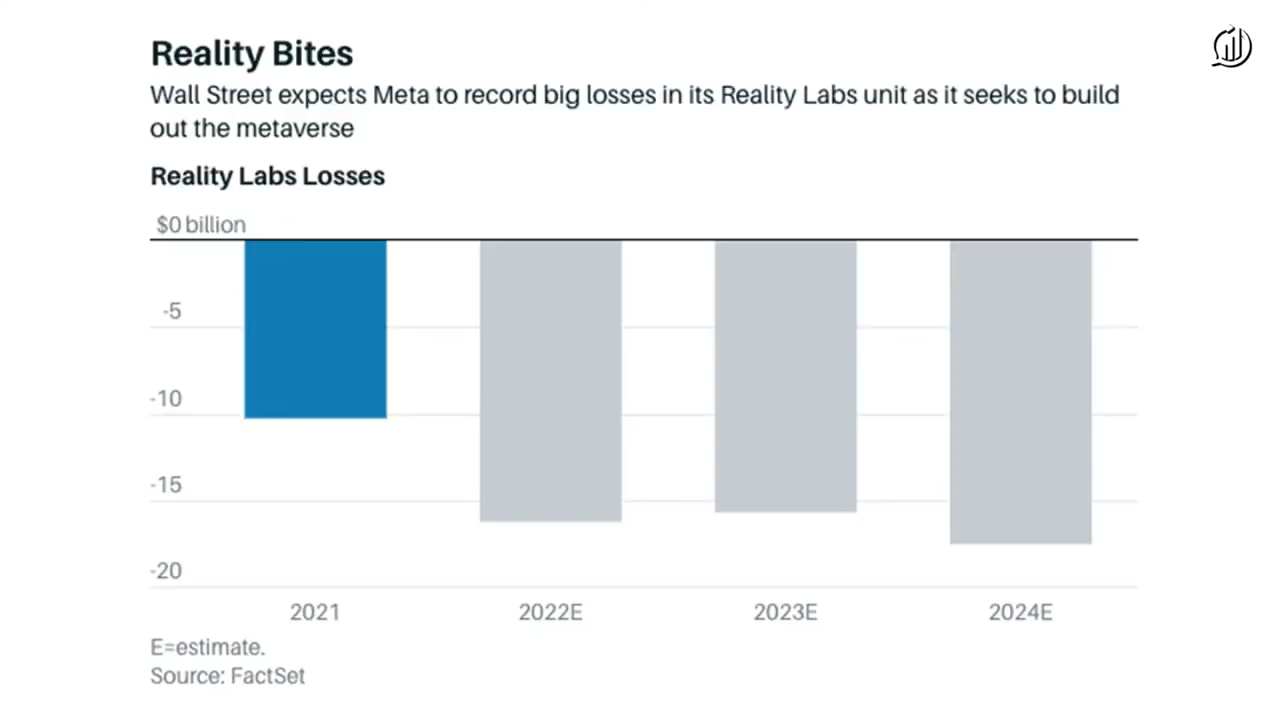 Reality Bites
Wall Street expects Meta to record big losses in its Reality Labs unit as it seeks to build
out the metaverse
Reality Labs Losses
$0 billion
-5
-10
-15
-20
2021 2022E 2023E 2024E
E=estimate.
Source: FactSet